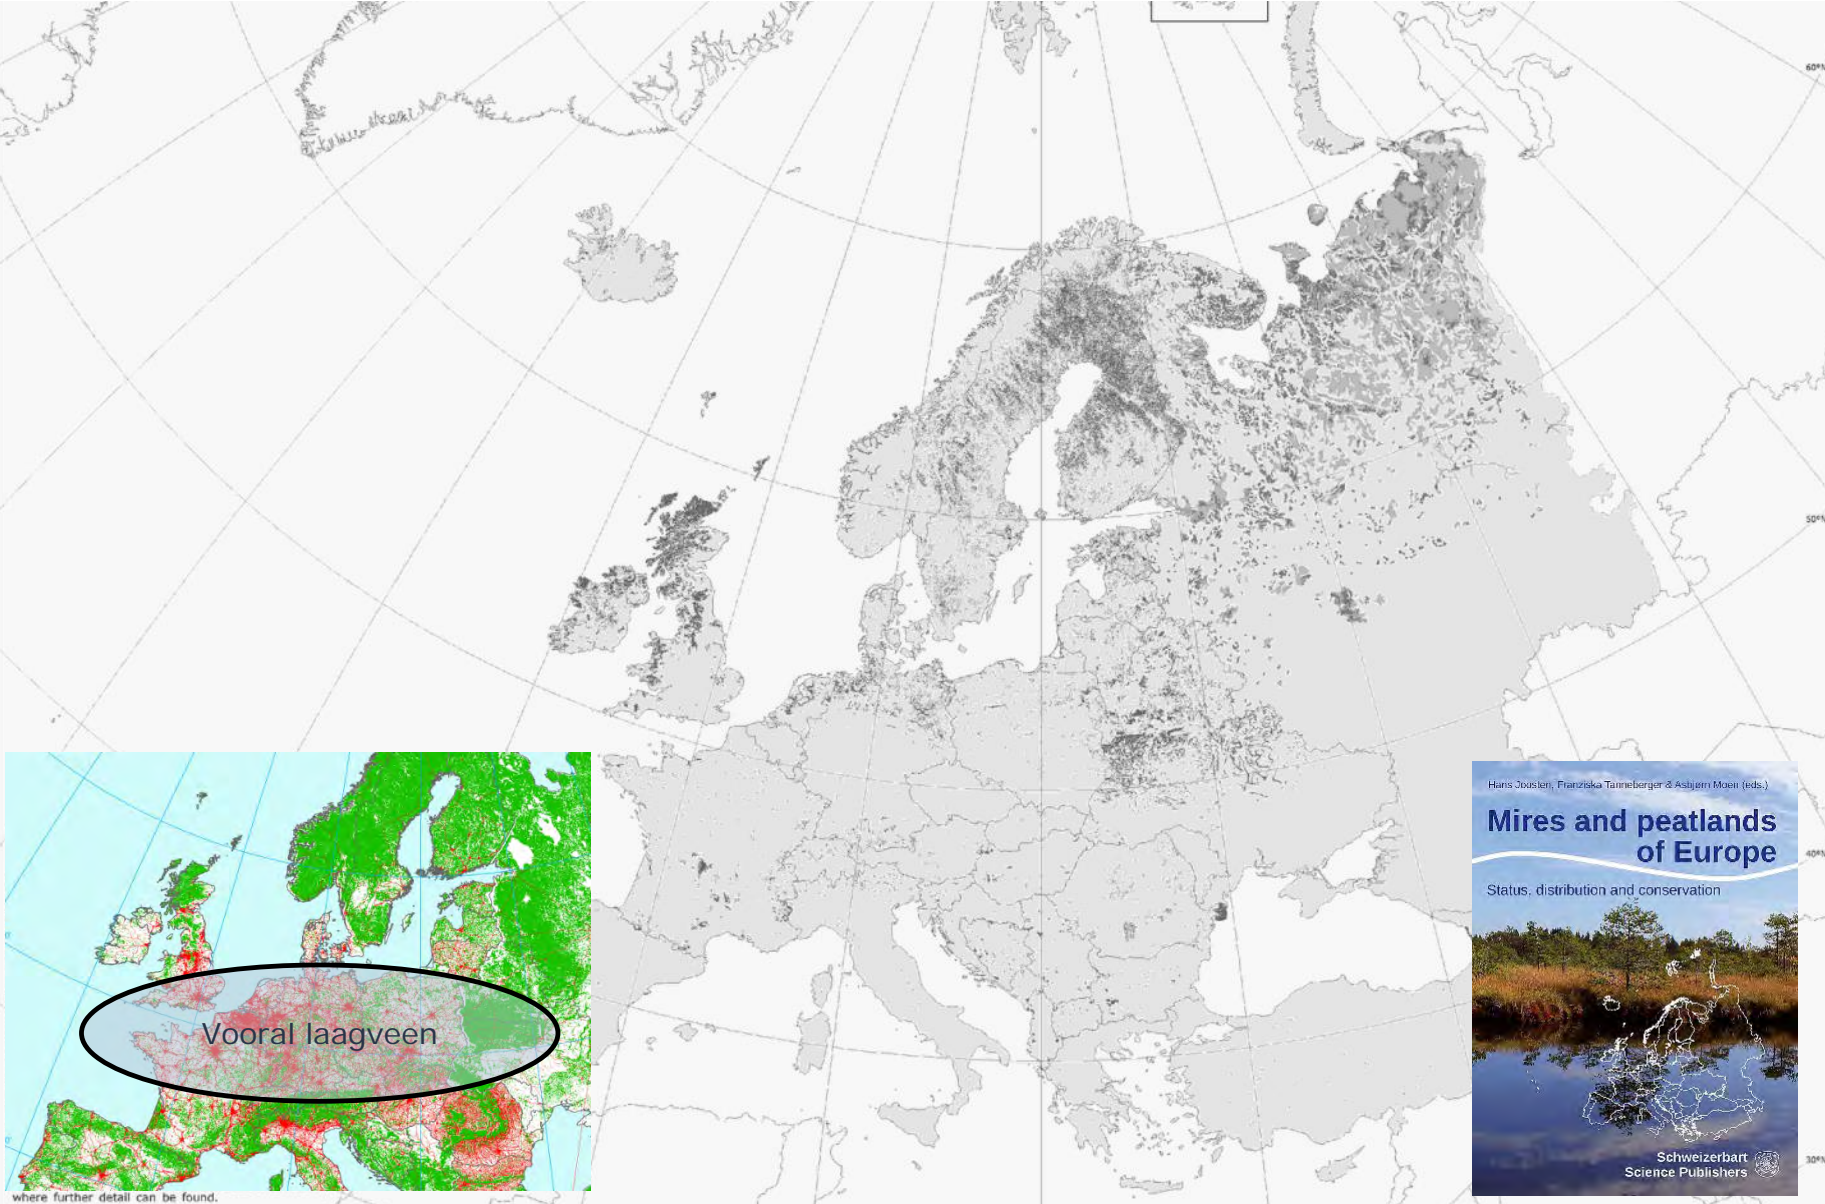 60°N
50°N
40°N
30°N
Vooral laagveen
where further detail can be found.
Hans Joosten, Franziska Tanneberger & Asbjørn Moen (eds.)
Mires and peatlands
of Europe
Status, distribution and conservation
Schweizerbart
Science Publishers